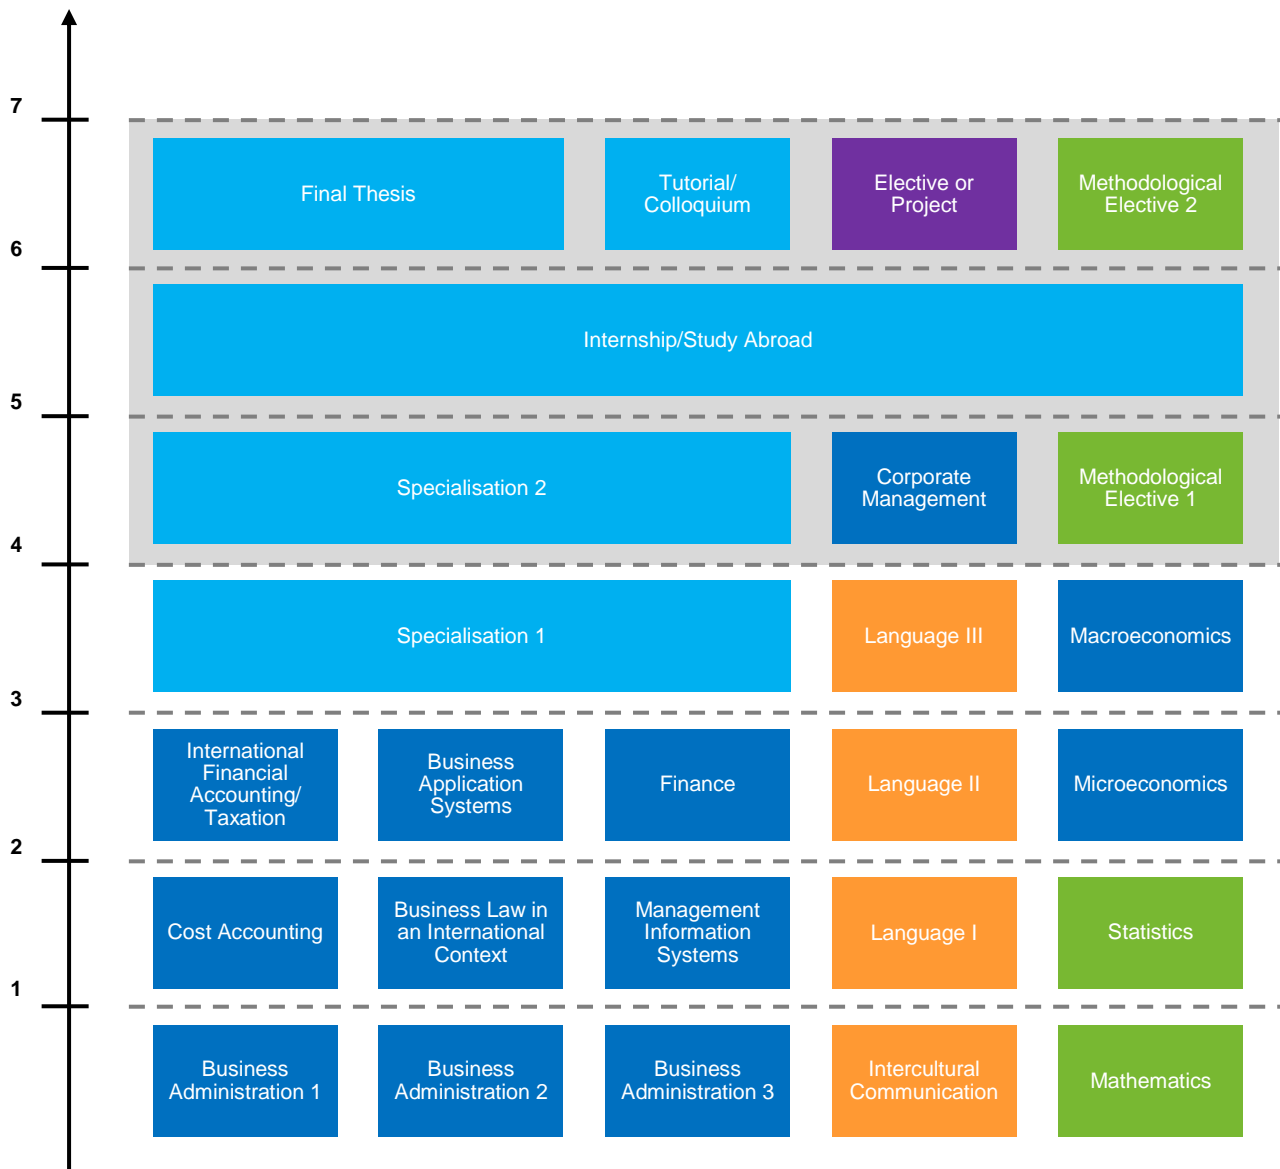 7
Final Thesis
Tutorial/
Colloquium
Elective or
Project
Methodological
Elective 2
6
Internship/Study Abroad
5
Specialisation 2
Corporate
Management
Methodological
Elective 1
4
Specialisation 1
Language III
Macroeconomics
3
International
Financial
Accounting/
Taxation
Business
Application
Systems
Finance
Language II
Microeconomics
2
Cost Accounting
Business Law in
an International
Context
Management
Information
Systems
Language I
Statistics
1
Business
Administration 1
Business
Administration 2
Business
Administration 3
Intercultural
Communication
Mathematics